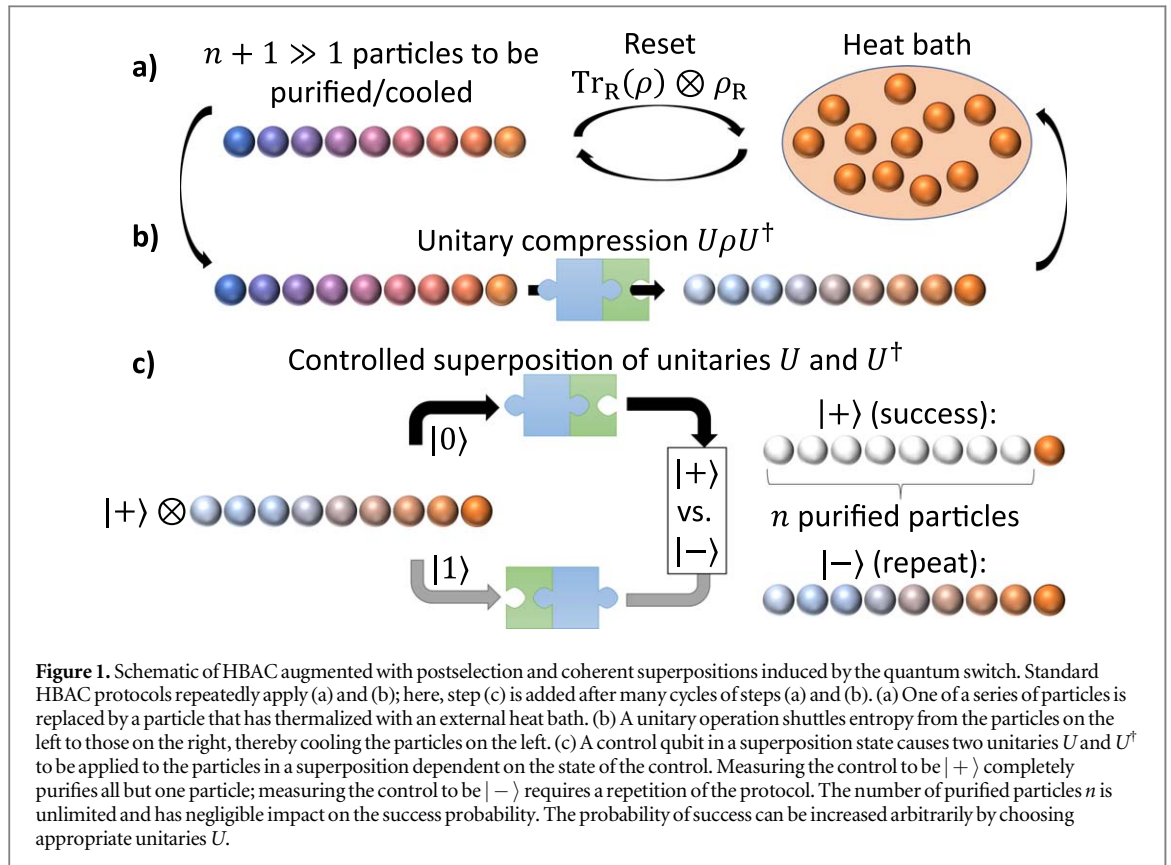 a)
n + 1 ≫ 1 particles to be
purified/cooled
Reset
Tr_R(ρ) ⊗ ρ_R
Heat bath
b)
Unitary compression UρU†
c)
Controlled superposition of unitaries U and U†
|0⟩
|+⟩ ⊗
|1⟩
|+⟩
vs.
|−⟩
|+⟩ (success):
n purified particles
|−⟩ (repeat):
Figure 1. Schematic of HBAC augmented with postselection and coherent superpositions induced by the quantum switch. Standard
HBAC protocols repeatedly apply (a) and (b); here, step (c) is added after many cycles of steps (a) and (b). (a) One of a series of particles is
replaced by a particle that has thermalized with an external heat bath. (b) A unitary operation shuttles entropy from the particles on the
left to those on the right, thereby cooling the particles on the left. (c) A control qubit in a superposition state causes two unitaries U and U†
to be applied to the particles in a superposition dependent on the state of the control. Measuring the control to be | + ⟩ completely
purifies all but one particle; measuring the control to be | − ⟩ requires a repetition of the protocol. The number of purified particles n is
unlimited and has negligible impact on the success probability. The probability of success can be increased arbitrarily by choosing
appropriate unitaries U.